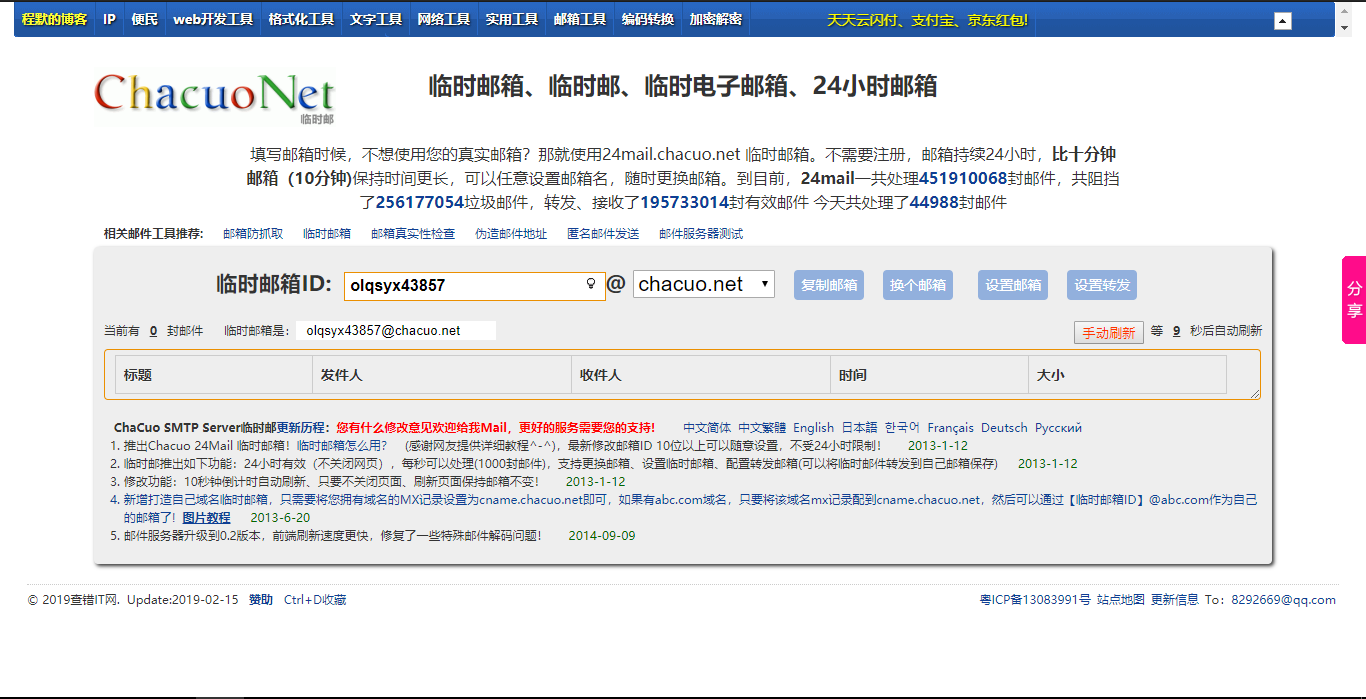 程默的博客 IP 便民 web开发工具 格式化工具 文字工具 网络工具 实用工具 邮箱工具 编码转换 加密解密 天天云闪付、支付宝、京东红包!
ChacuoNet
临时邮
临时邮箱、临时邮、临时电子邮箱、24小时邮箱
填写邮箱时候，不想使用您的真实邮箱？那就使用24mail.chacuo.net 临时邮箱。不需要注册，邮箱持续24小时，比十分钟
邮箱（10分钟)保持时间更长，可以任意设置邮箱名，随时更换邮箱。到目前，24mail一共处理451910068封邮件，共阻挡
了256177054垃圾邮件，转发、接收了195733014封有效邮件 今天共处理了44988封邮件
相关邮件工具推荐: 邮箱防抓取 临时邮箱 邮箱真实性检查 伪造邮件地址 匿名邮件发送 邮件服务器测试
临时邮箱ID: olqsyx43857 @ chacuo.net 复制邮箱 换个邮箱 设置邮箱 设置转发
分享
当前有 0 封邮件 临时邮箱是: olqsyx43857@chacuo.net 手动刷新 等 9 秒后自动刷新
标题 发件人 收件人 时间 大小
ChaCuo SMTP Server临时邮更新历程：您有什么修改意见欢迎给我Mail，更好的服务需要您的支持! 中文简体 中文繁體 English 日本語 한국어 Français Deutsch Русский
1. 推出Chacuo 24Mail 临时邮箱！临时邮箱怎么用? (感谢网友提供详细教程^-^)，最新修改邮箱ID 10位以上可以随意设置，不受24小时限制！ 2013-1-12
2. 临时邮推出如下功能：24小时有效（不关闭网页），每秒可以处理(1000封邮件)，支持更换邮箱、设置临时邮箱、配置转发邮箱(可以将临时邮件转发到自己邮箱保存) 2013-1-12
3. 修改功能：10秒钟倒计时自动刷新、只要不关闭页面、刷新页面保持邮箱不变！ 2013-1-12
4. 新增打造自己域名临时邮箱，只需要将您拥有域名的MX记录设置为cname.chacuo.net即可，如果有abc.com域名，只要将该域名mx记录配到cname.chacuo.net，然后可以通过【临时邮箱ID】@abc.com作为自己
的邮箱了！图片教程 2013-6-20
5. 邮件服务器升级到0.2版本，前端刷新速度更快，修复了一些特殊邮件解码问题！ 2014-09-09
© 2019查错IT网. Update:2019-02-15 赞助 Ctrl+D收藏 粤ICP备13083991号 站点地图 更新信息 To：8292669@qq.com